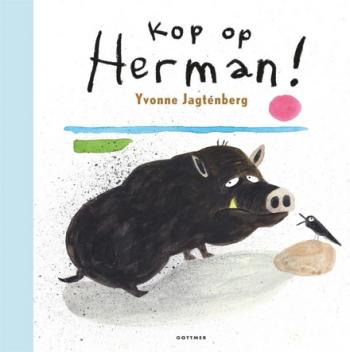 Kop op
Herman!
Yvonne Jagtenberg
GOTTMER